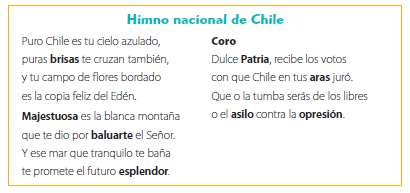 Himno nacional de Chile
Puro Chile es tu cielo azulado,
puras brisas te cruzan también,
y tu campo de flores bordado
es la copia feliz del Edén.
Majestuosa es la blanca montaña
que te dio por baluarte el Señor.
Y ese mar que tranquilo te baña
te promete el futuro esplendor.
Coro
Dulce Patria, recibe los votos
con que Chile en tus aras juró.
Que o la tumba serás de los libres
o el asilo contra la opresión.